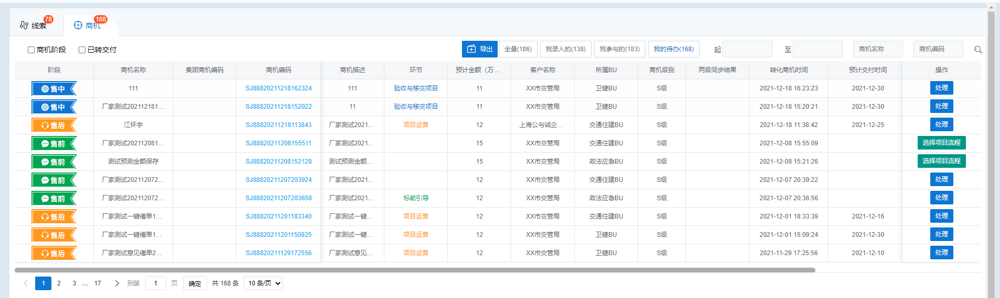 线索 78 商机 168
商机阶段 已转交付 导出 全量(186) 我录入的(138) 我参与的(183) 我的待办(168) 起 至 商机名称 商机编码
阶段 商机名称 集团商机编码 商机编码 商机描述 环节 预计金额（万... 客户名称 所属BU 商机级别 两级同步结果 转化商机时间 预计交付时间 操作
售中 111 SJ88820211218162324 111 验收与移交项目 11 XX市交管局 卫健BU S级 2021-12-18 16:23:23 2021-12-30 处理
售中 厂家测试202112181... SJ88820211218152022 11 验收与移交项目 11 XX市交管局 卫健BU S级 2021-12-18 15:20:21 2021-12-30 处理
售后 江怀宇 SJ88820211218113843 厂家测试2021... 项目运营 12 上海公与诚企... 交通住建BU S级 2021-12-18 11:38:42 2021-12-25 处理
售前 厂家测试202112081... SJ88820211208155511 厂家测试2021... 15 XX市交管局 交通住建BU S级 2021-12-08 15:55:09 选择项目流程
售前 测试预测金额保存 SJ88820211208152128 测试预测金额... 15 XX市交管局 政法应急BU S级 2021-12-08 15:21:26 选择项目流程
售前 厂家测试202112072... SJ88820211207203924 厂家测试2021... 12 XX市交管局 交通住建BU S级 2021-12-07 20:39:22 处理
售前 厂家测试202112072... SJ88820211207203658 厂家测试2021... 标前引导 12 XX市交管局 政法应急BU S级 2021-12-07 20:36:56 处理
售后 厂家测试一键催单1... SJ88820211201183340 厂家测试一键... 项目运营 12 XX市交管局 交通住建BU S级 2021-12-01 18:33:39 2021-12-16 处理
售后 厂家测试一键催单1... SJ88820211201150925 厂家测试一键... 项目运营 12 XX市交管局 卫健BU S级 2021-12-01 15:09:24 2021-12-30 处理
售后 厂家测试意见催单2... SJ88820211129172556 厂家测试意见... 项目运营 12 XX市交管局 卫健BU S级 2021-11-29 17:25:56 2021-12-10 处理
1 2 3 ... 17 到第 1 页 确定 共 168 条 10 条/页